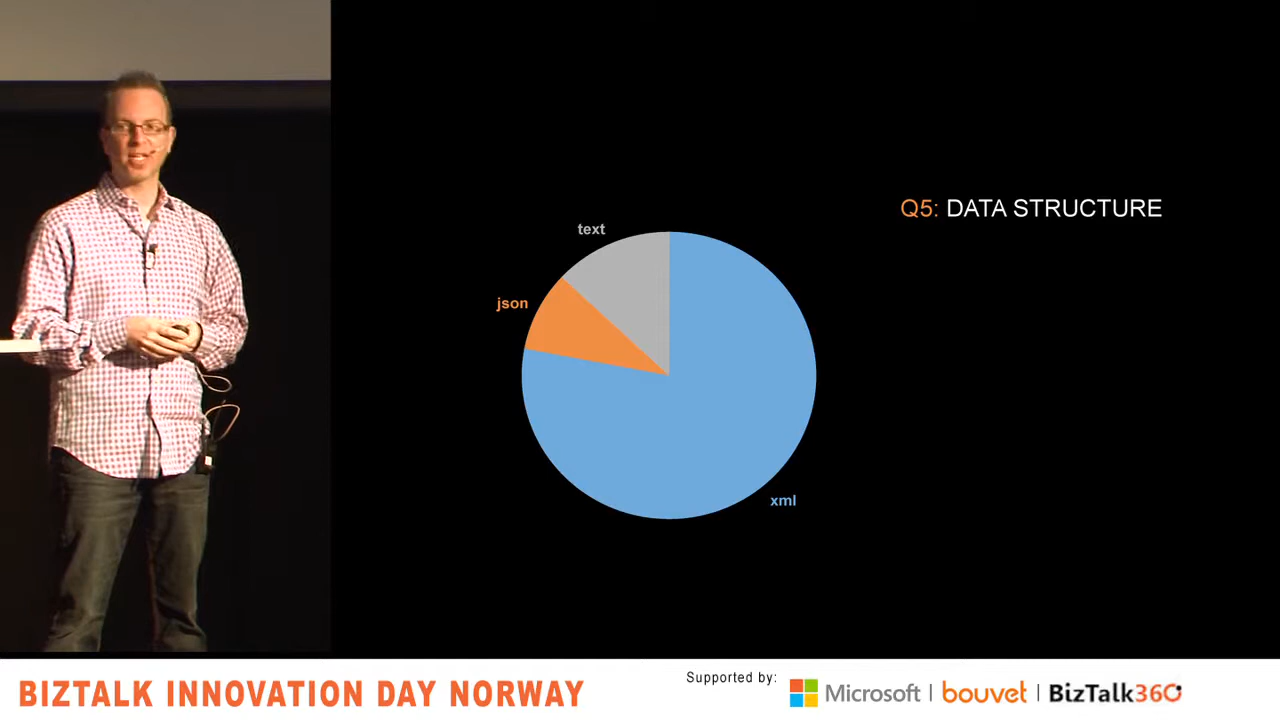 Q5: DATA STRUCTURE
text
json
xml
BIZTALK INNOVATION DAY NORWAY
Supported by:
Microsoft | bouvet | BizTalk360